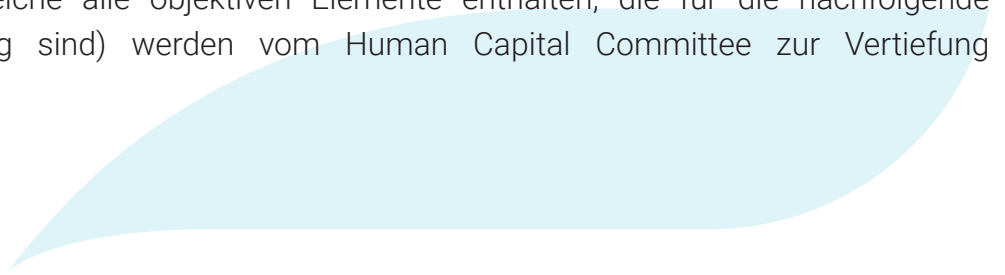 alle objektiven Elemente enthalten, die für die nachfolgende
sind) werden vom Human Capital Committee zur Vertiefung